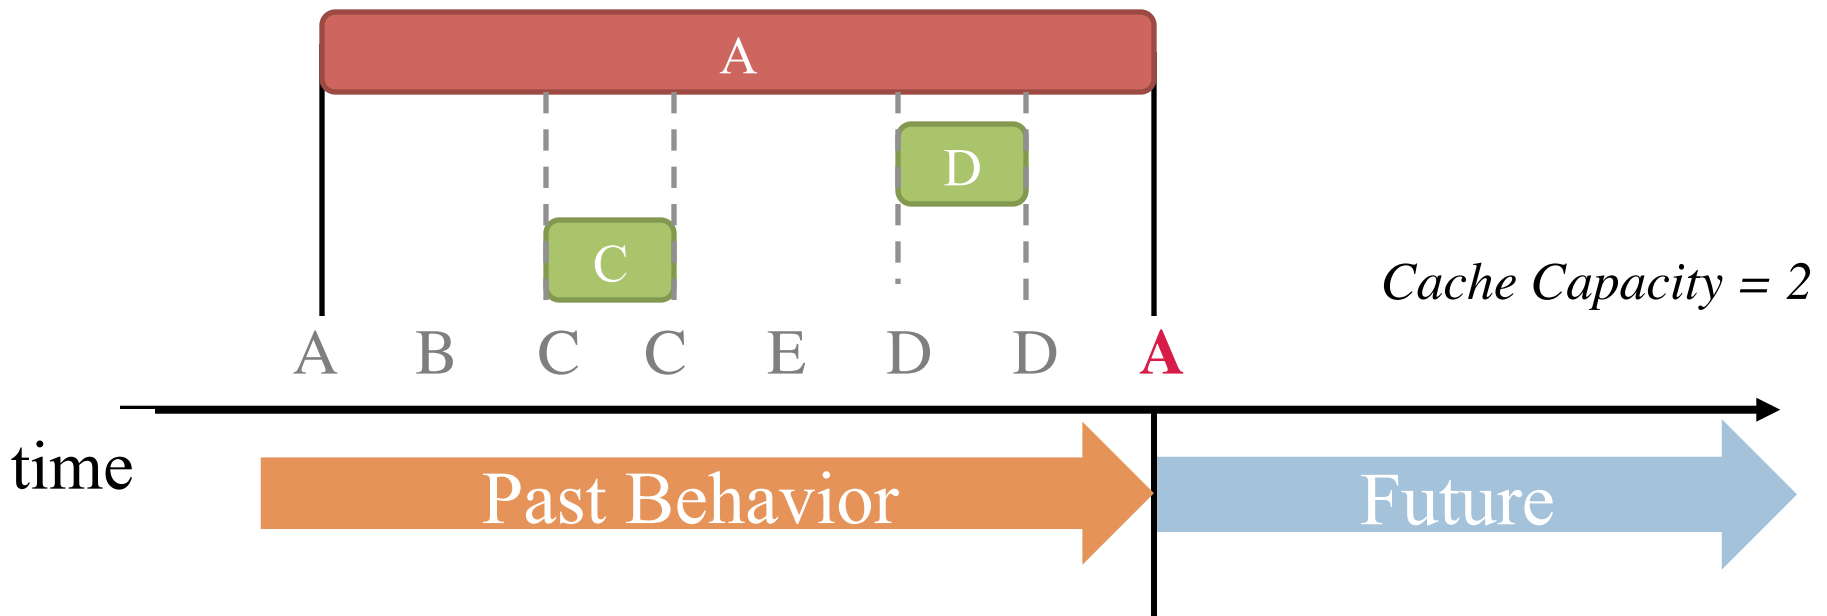 A
D
C
Cache Capacity = 2
A B C C E D D A
time
Past Behavior
Future